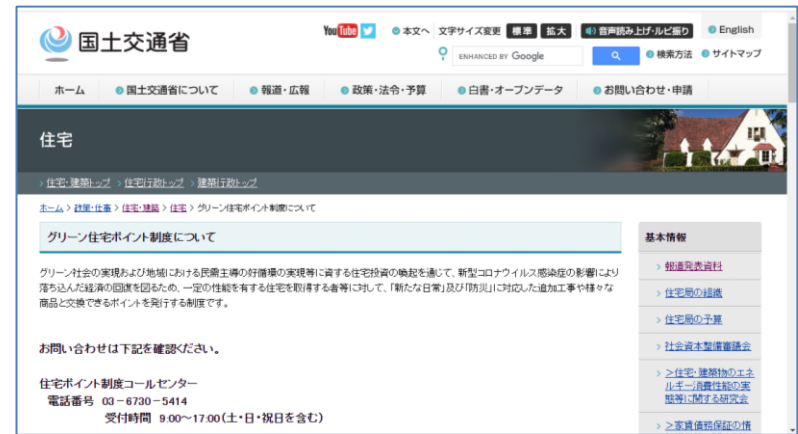 国土交通省
YouTube
本文へ 文字サイズ変更 標準 拡大 音声読み上げ・ルビ振り English
ENHANCED BY Google 検索方法 サイトマップ
ホーム 国土交通省について 報道・広報 政策・法令・予算 白書・オープンデータ お問い合わせ・申請
住宅
> 住宅・建築トップ > 住宅行政トップ > 建築行政トップ
ホーム > 政策・仕事 > 住宅・建築 > 住宅 > グリーン住宅ポイント制度について
グリーン住宅ポイント制度について
グリーン社会の実現および地域における民需主導の好循環の実現等に資する住宅投資の喚起を通じて、新型コロナウイルス感染症の影響により
落ち込んだ経済の回復を図るため、一定の性能を有する住宅を取得する者等に対して、「新たな日常」及び「防災」に対応した追加工事や様々な
商品と交換できるポイントを発行する制度です。
お問い合わせは下記を確認ください。
住宅ポイント制度コールセンター
電話番号 03-6730-5414
受付時間 9:00~17:00(土・日・祝日を含む)
基本情報
> 報道発表資料
> 住宅局の組織
> 住宅局の予算
> 社会資本整備審議会
> >住宅・建築物のエネ
ルギー消費性能の実
態等に関する研究会
> >家賃債務保証の情